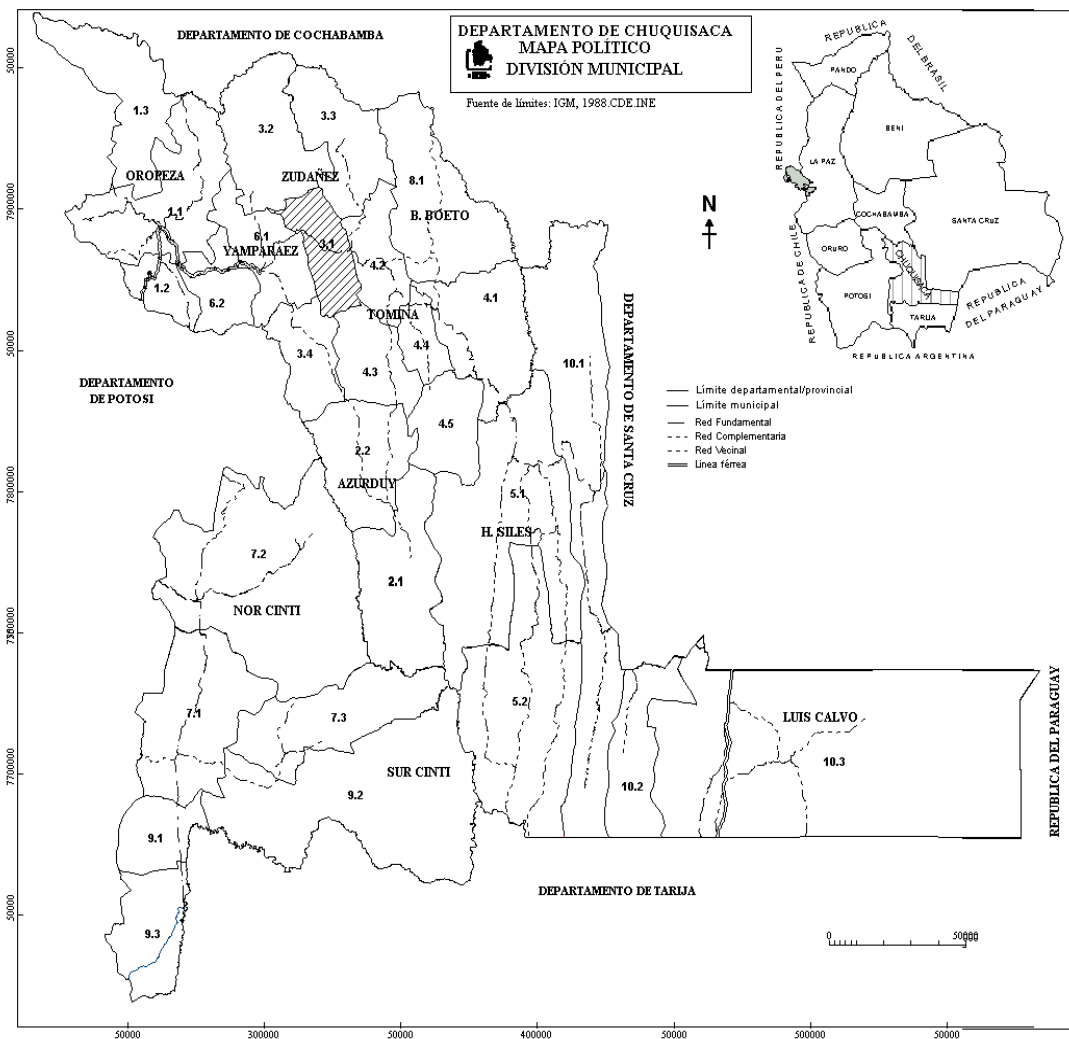 DEPARTAMENTO DE COCHABAMBA
DEPARTAMENTO DE CHUQUISACA
MAPA POLÍTICO
DIVISIÓN MUNICIPAL
Fuente de límites: IGM, 1988.CDE.INE
REPUBLICA
DEL BRASIL
REPUBLICA DEL PERU
PANDO
BENI
LA PAZ
COCHABAMBA
SANTA CRUZ
ORURO
CHUQUISACA
POTOSI
TARIJA
REPUBLICA DE CHILE
REPUBLICA
DEL PARAGUAY
REPUBLICA ARGENTINA
N
1.3
3.2
3.3
OROPEZA
ZUDAÑEZ
8.1
1.1
B. BOETO
6.1
YAMPARAEZ
3.1
4.2
1.2
6.2
4.1
TOMINA
3.4
4.3
4.4
10.1
DEPARTAMENTO DE SANTA CRUZ
DEPARTAMENTO
DE POTOSI
4.5
2.2
AZURDUY
5.1
H. SILES
7.2
2.1
NOR CINTI
7.1
7.3
5.2
LUIS CALVO
SUR CINTI
9.2
10.2
10.3
REPUBLICA DEL PARAGUAY
9.1
DEPARTAMENTO DE TARIJA
9.3
Límite departamental/provincial
Límite municipal
Red Fundamental
Red Complementaria
Red Vecinal
Linea férrea
0
50000
7900000
50000
7800000
7700000
50000
50000
300000
50000
400000
50000
500000
50000